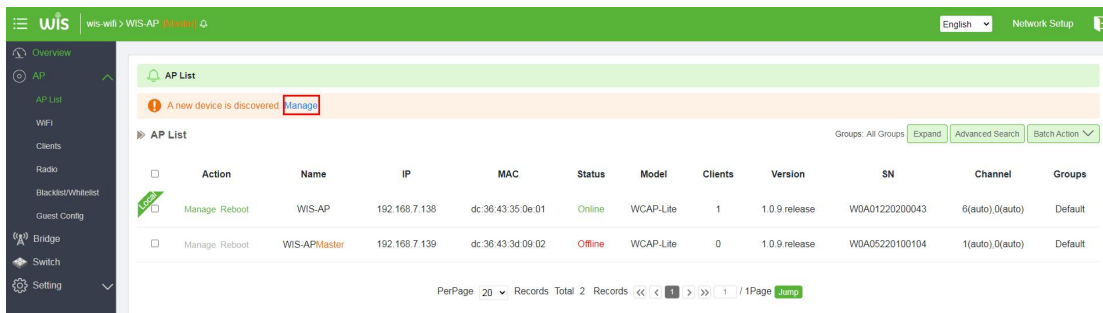 wis wis-wifi > WIS-AP [Master] English Network Setup
Overview
AP
AP List
WiFi
Clients
Radio
Blacklist/Whitelist
Guest Config
Bridge
Switch
Setting
AP List
A new device is discovered. Manage
AP List Groups: All Groups Expand Advanced Search Batch Action
Action Name IP MAC Status Model Clients Version SN Channel Groups
Local Manage Reboot WIS-AP 192.168.7.138 dc:36:43:35:0e:01 Online WCAP-Lite 1 1.0.9.release W0A01220200043 6(auto),0(auto) Default
Manage Reboot WIS-APMaster 192.168.7.139 dc:36:43:3d:09:02 Offline WCAP-Lite 0 1.0.9.release W0A05220100104 1(auto),0(auto) Default
PerPage 20 Records Total 2 Records << < 1 > >> 1 / 1Page Jump